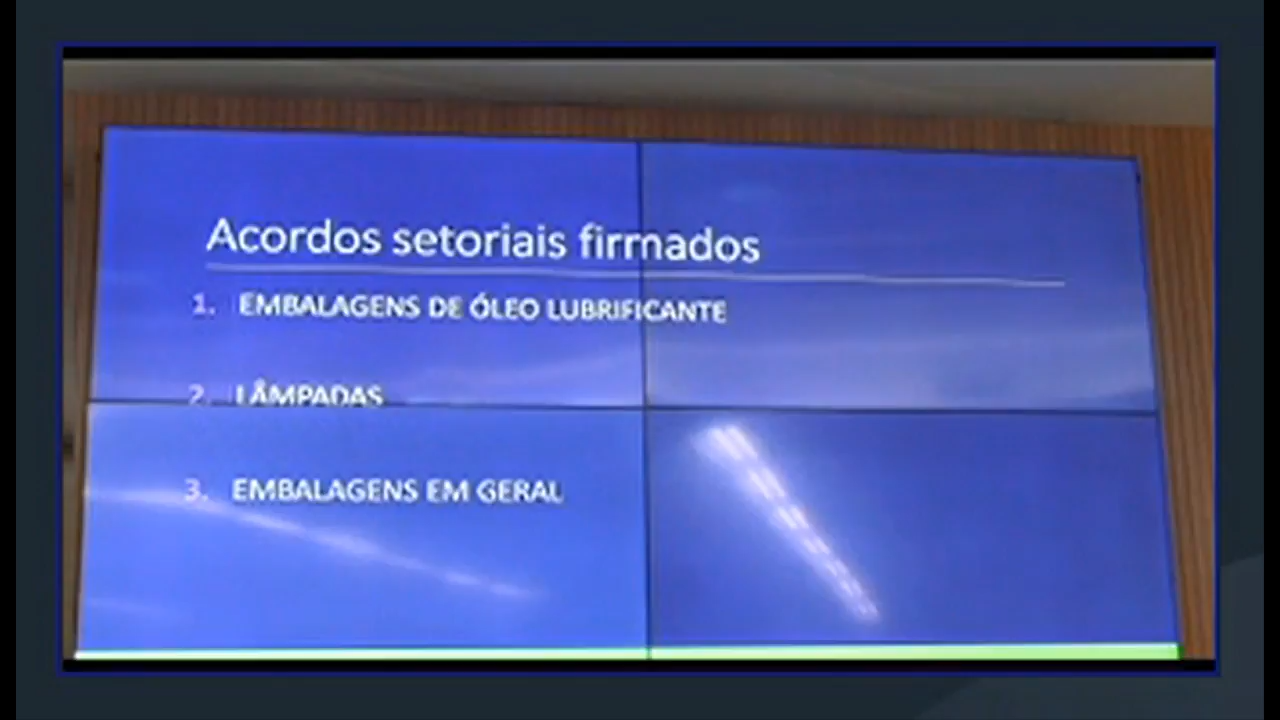 Acordos setoriais firmados
1. EMBALAGENS DE ÓLEO LUBRIFICANTE
2. LÂMPADAS
3. EMBALAGENS EM GERAL